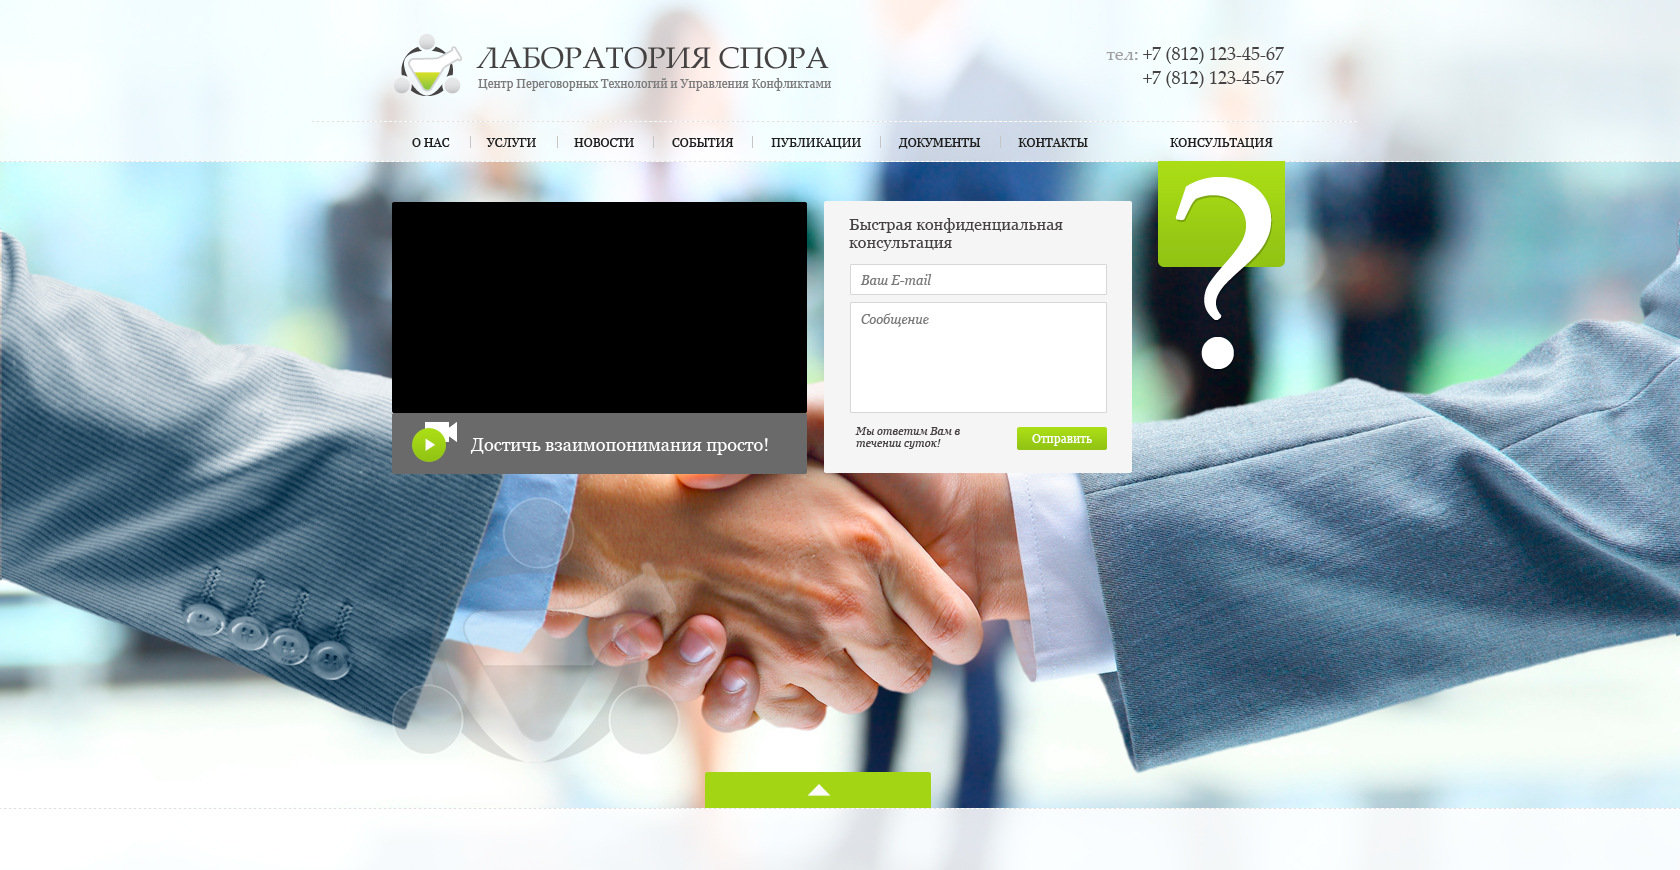 ЛАБОРАТОРИЯ СПОРА
Центр Переговорных Технологий и Управления Конфликтами
тел: +7 (812) 123-45-67
+7 (812) 123-45-67
О НАС
УСЛУГИ
НОВОСТИ
СОБЫТИЯ
ПУБЛИКАЦИИ
ДОКУМЕНТЫ
КОНТАКТЫ
КОНСУЛЬТАЦИЯ
?
Достичь взаимопонимания просто!
Быстрая конфиденциальная
консультация
Ваш E-mail
Сообщение
Мы ответим Вам в
течении суток!
Отправить